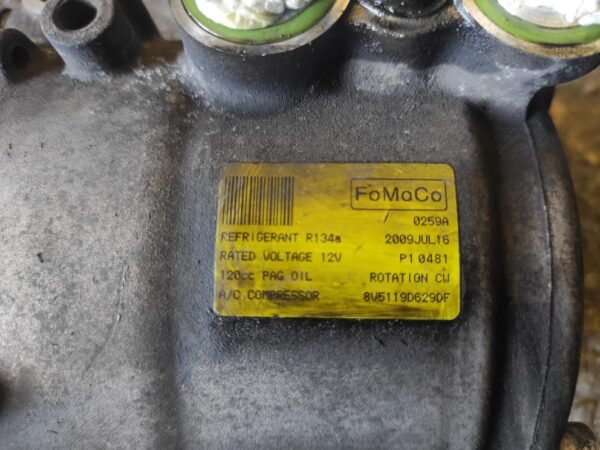 FoMoCo
0259A
REFRIGERANT R134a 2009JUL16
RATED VOLTAGE 12V P1 0481
120cc PAG OIL ROTATION CW
A/C COMPRESSOR 8V5119D629DF